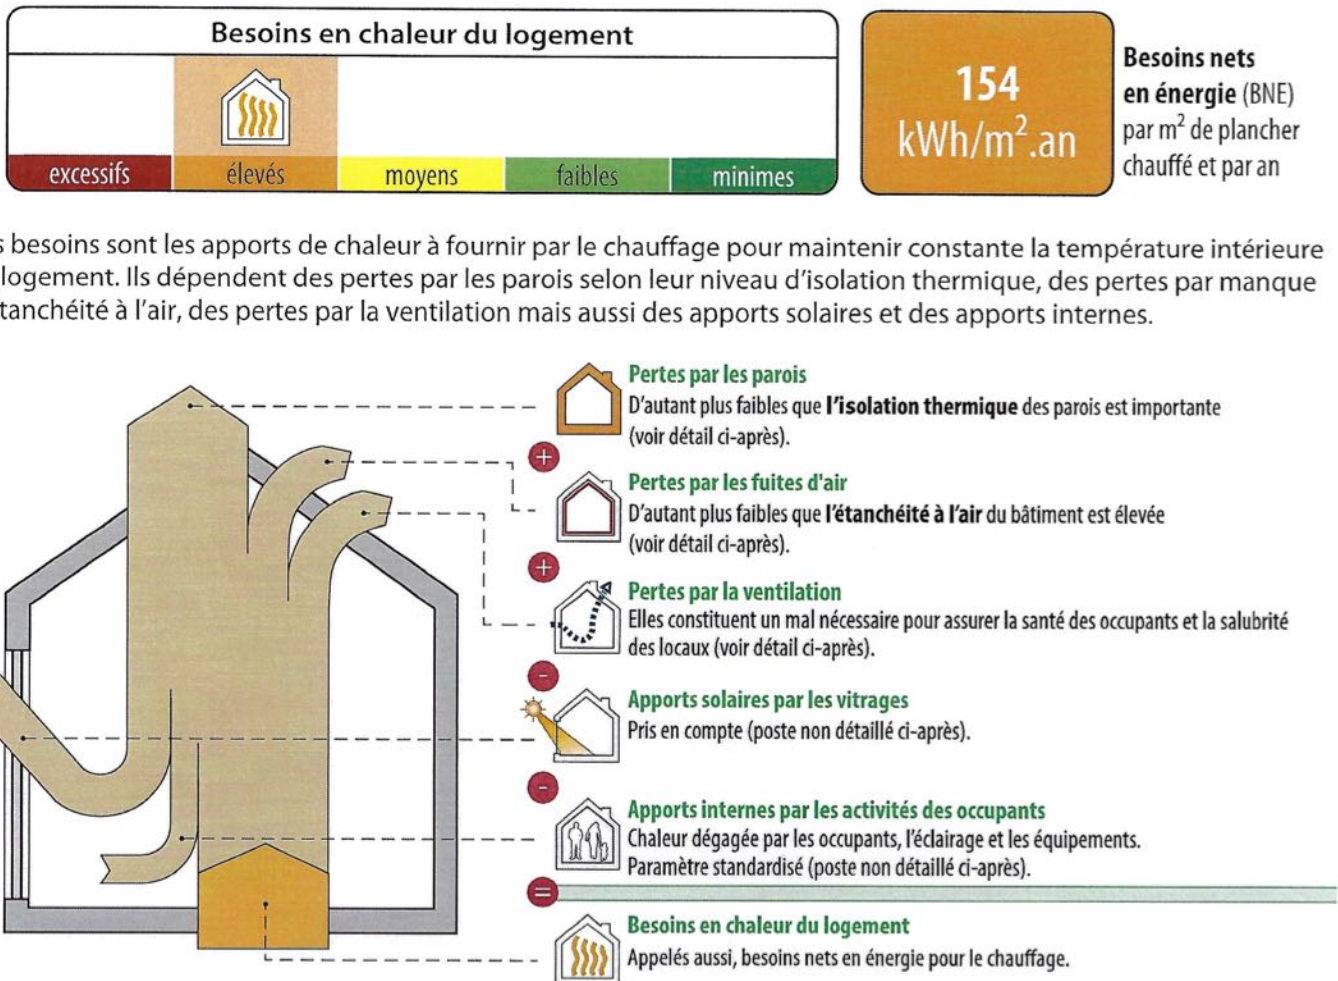 Besoins en chaleur du logement
excessifs
élevés
moyens
faibles
minimes
154
kWh/m².an
Besoins nets
en énergie (BNE)
par m² de plancher
chauffé et par an
besoins sont les apports de chaleur à fournir par le chauffage pour maintenir constante la température intérieure
logement. Ils dépendent des pertes par les parois selon leur niveau d'isolation thermique, des pertes par manque
tanchéité à l'air, des pertes par la ventilation mais aussi des apports solaires et des apports internes.
Pertes par les parois
D'autant plus faibles que l'isolation thermique des parois est importante
(voir détail ci-après).
+
Pertes par les fuites d'air
D'autant plus faibles que l'étanchéité à l'air du bâtiment est élevée
(voir détail ci-après).
+
Pertes par la ventilation
Elles constituent un mal nécessaire pour assurer la santé des occupants et la salubrité
des locaux (voir détail ci-après).
-
Apports solaires par les vitrages
Pris en compte (poste non détaillé ci-après).
-
Apports internes par les activités des occupants
Chaleur dégagée par les occupants, l'éclairage et les équipements.
Paramètre standardisé (poste non détaillé ci-après).
=
Besoins en chaleur du logement
Appelés aussi, besoins nets en énergie pour le chauffage.